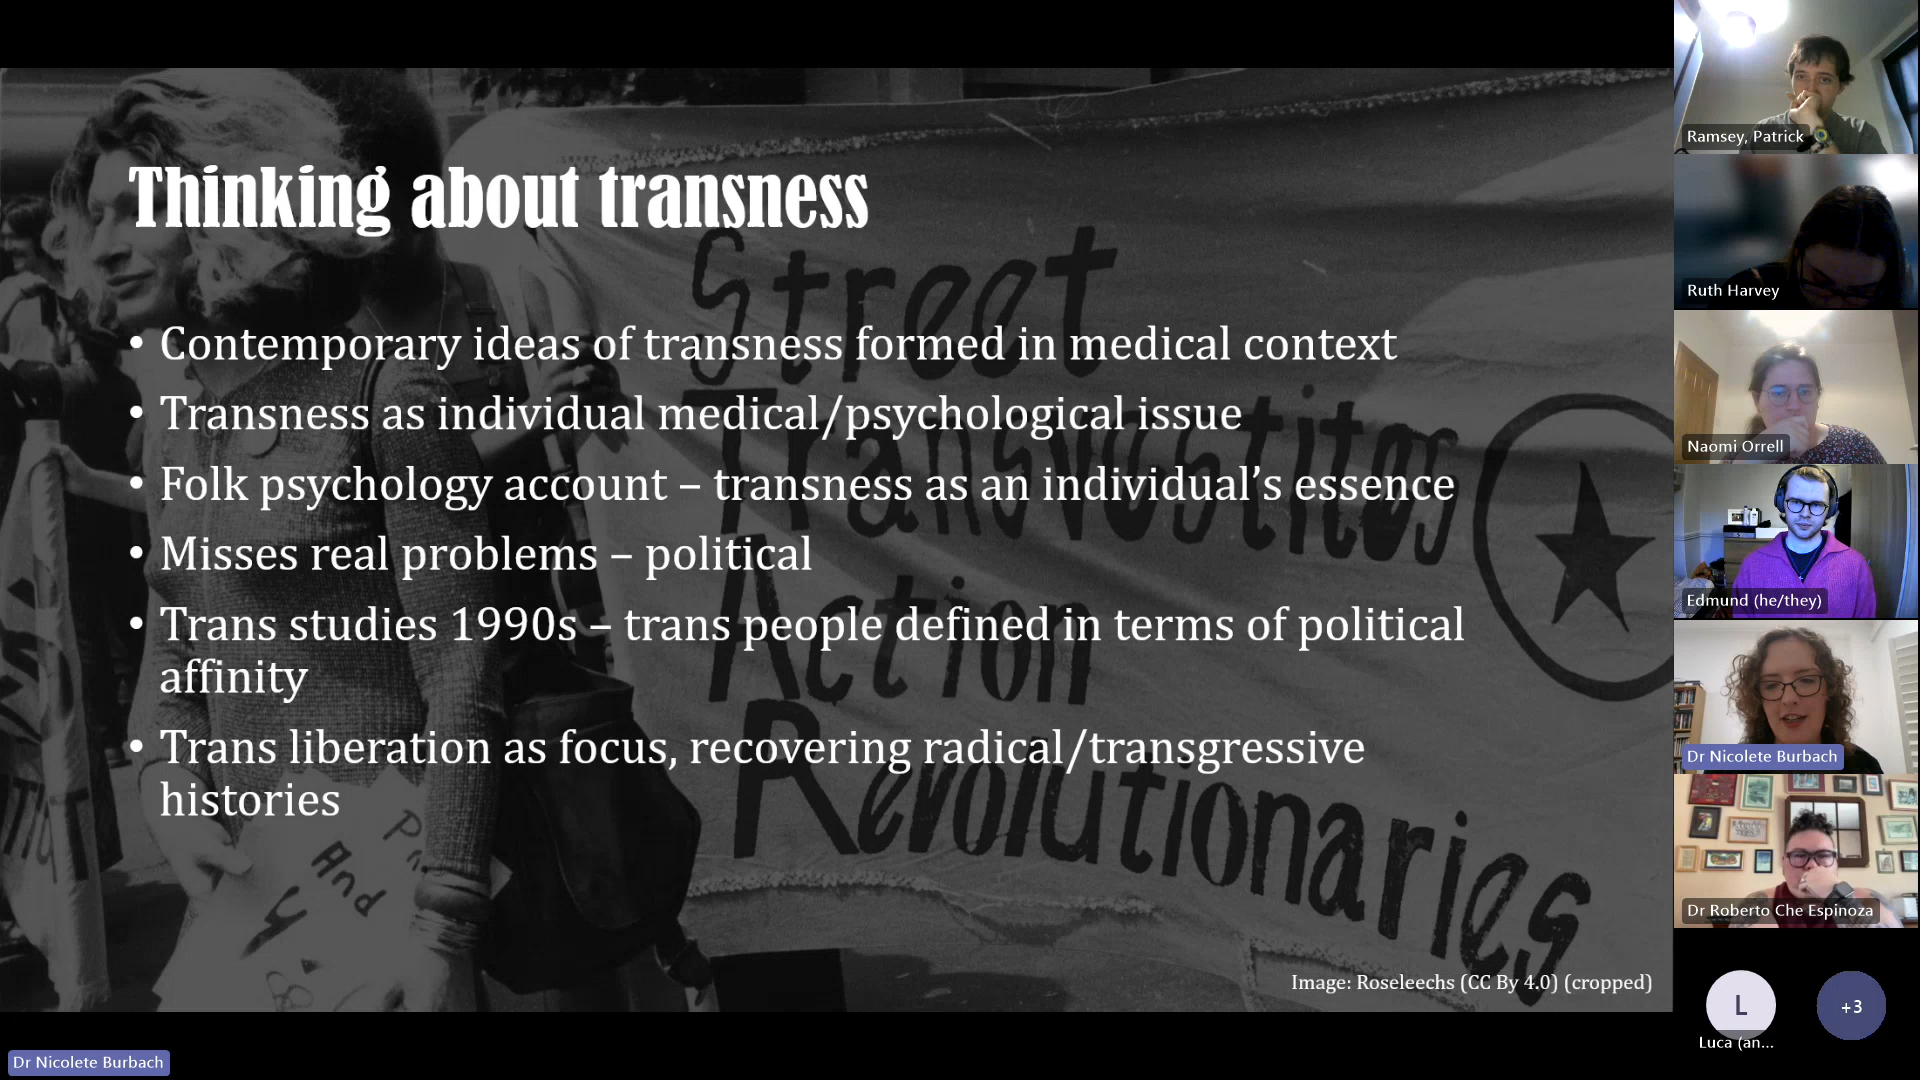 Thinking about transness
• Contemporary ideas of transness formed in medical context
• Transness as individual medical/psychological issue
• Folk psychology account – transness as an individual's essence
• Misses real problems – political
• Trans studies 1990s – trans people defined in terms of political
affinity
• Trans liberation as focus, recovering radical/transgressive
histories
Street
Transvestites
Action
Revolutionaries
And
Image: Roseleechs (CC By 4.0) (cropped)
Dr Nicolete Burbach
Ramsey, Patrick
Ruth Harvey
Naomi Orrell
Edmund (he/they)
Dr Nicolete Burbach
Dr Roberto Che Espinoza
L
Luca (an...
+3